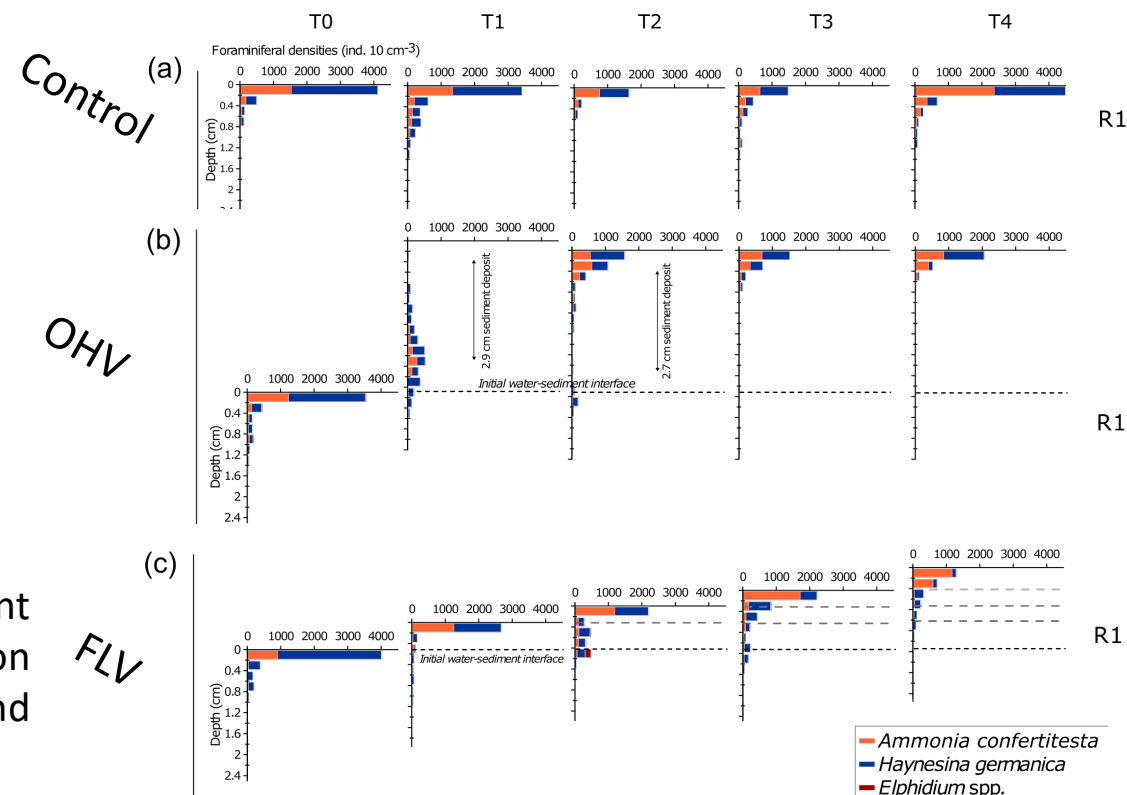 T0 T1 T2 T3 T4
Foraminiferal densities (ind. 10 cm-3)
Control
(a)
0 1000 2000 3000 4000
0 1000 2000 3000 4000
0 1000 2000 3000 4000
0 1000 2000 3000 4000
0 1000 2000 3000 4000
0
0.4
0.8
1.2
1.6
2
Depth (cm)
R1
OHV
(b)
0 1000 2000 3000 4000
0 1000 2000 3000 4000
0 1000 2000 3000 4000
0 1000 2000 3000 4000
2.9 cm sediment deposit
2.7 cm sediment deposit
Initial water-sediment interface
0 1000 2000 3000 4000
0
0.4
0.8
1.2
1.6
2
2.4
Depth (cm)
R1
nt
on
nd
FLV
(c)
0 1000 2000 3000 4000
0 1000 2000 3000 4000
0 1000 2000 3000 4000
0 1000 2000 3000 4000
0 1000 2000 3000 4000
Initial water-sediment interface
0
0.4
0.8
1.2
1.6
2
2.4
Depth (cm)
R1
Ammonia confertitesta
Haynesina germanica
Elphidium spp.